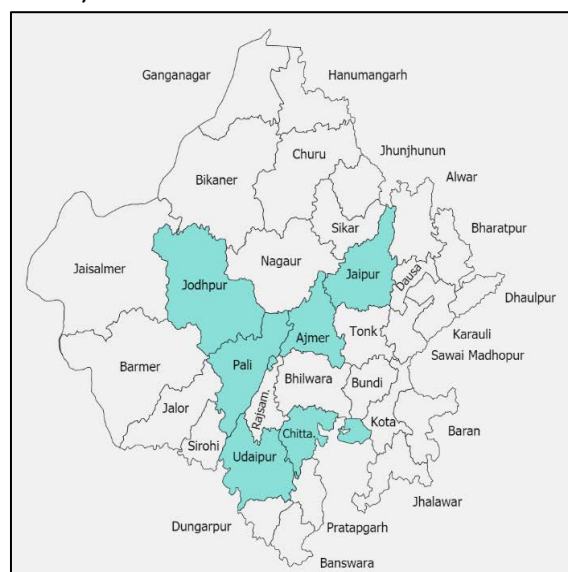 Ganganagar
Hanumangarh
Churu
Jhunjhunun
Bikaner
Alwar
Sikar
Bharatpur
Nagaur
Jaipur
Dausa
Jaisalmer
Jodhpur
Dhaulpur
Ajmer
Tonk
Karauli
Sawai Madhopur
Barmer
Pali
Bhilwara
Bundi
Rajsam.
Jalor
Kota
Baran
Sirohi
Chitta.
Udaipur
Jhalawar
Dungarpur
Pratapgarh
Banswara